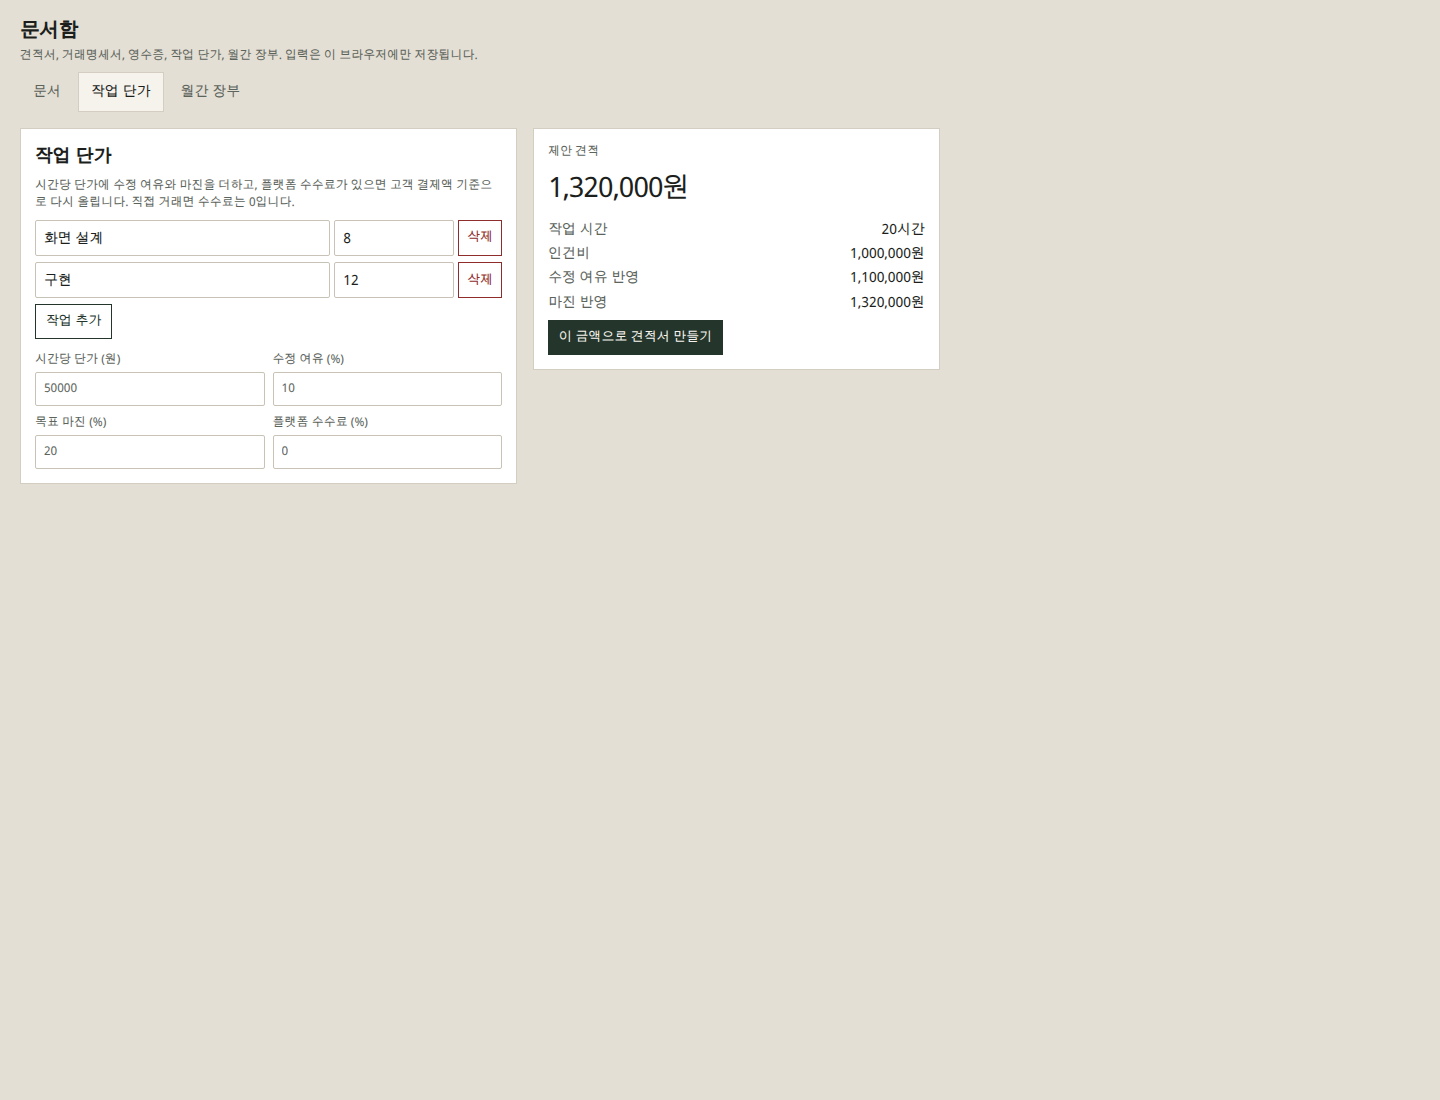 문서함
견적서, 거래명세서, 영수증, 작업 단가, 월간 장부. 입력은 이 브라우저에만 저장됩니다.
문서
작업 단가
월간 장부
작업 단가
시간당 단가에 수정 여유와 마진을 더하고, 플랫폼 수수료가 있으면 고객 결제액 기준으
로 다시 올립니다. 직접 거래면 수수료는 0입니다.
화면 설계
8
삭제
구현
12
삭제
작업 추가
시간당 단가 (원)
수정 여유 (%)
50000
10
목표 마진 (%)
플랫폼 수수료 (%)
20
0
제안 견적
1,320,000원
작업 시간
20시간
인건비
1,000,000원
수정 여유 반영
1,100,000원
마진 반영
1,320,000원
이 금액으로 견적서 만들기